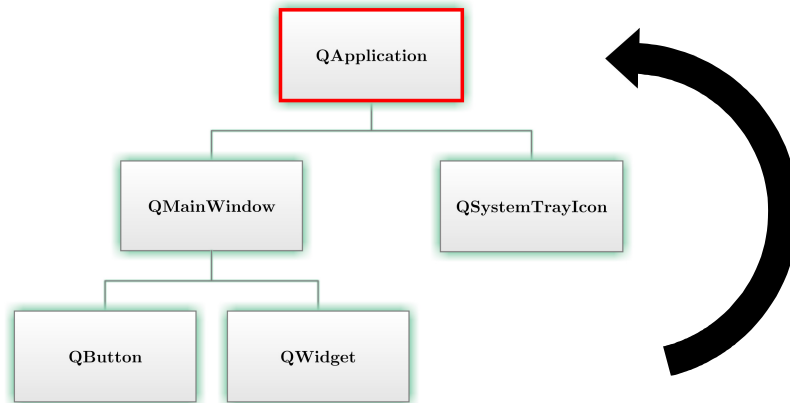 QApplication
QMainWindow
QSystemTrayIcon
QButton
QWidget